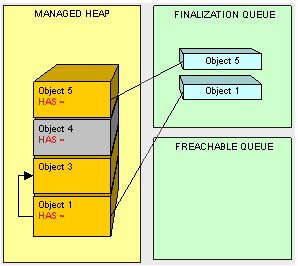 MANAGED HEAP
Object 5
HAS ~
Object 4
HAS ~
Object 3
Object 1
HAS ~
FINALIZATION QUEUE
Object 5
Object 1
FREACHABLE QUEUE